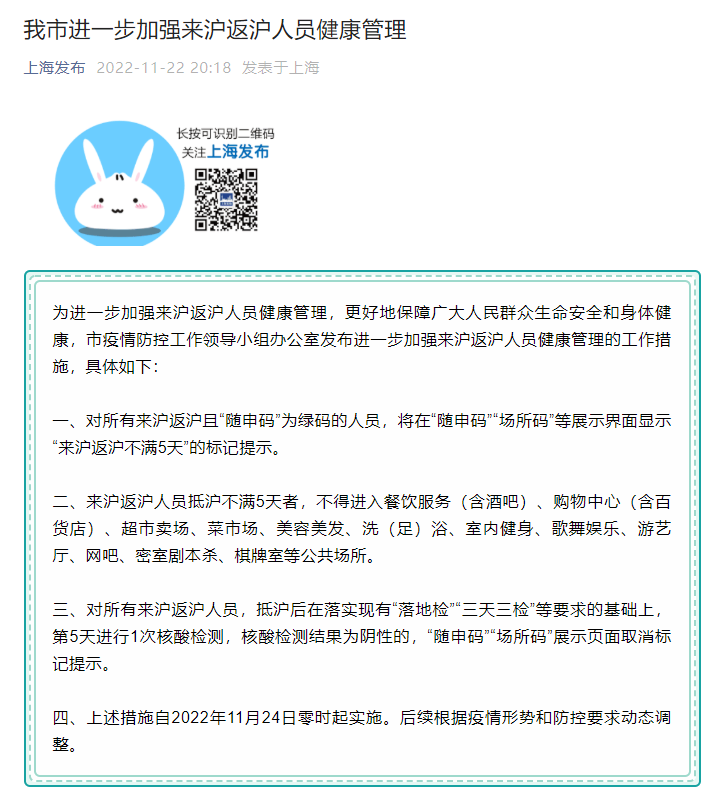 我市进一步加强来沪返沪人员健康管理
上海发布 2022-11-22 20:18 发表于上海
长按可识别二维码
关注上海发布
为进一步加强来沪返沪人员健康管理，更好地保障广大人民群众生命安全和身体健
康，市疫情防控工作领导小组办公室发布进一步加强来沪返沪人员健康管理的工作措
施，具体如下：
一、对所有来沪返沪且“随申码”为绿码的人员，将在“随申码”“场所码”等展示界面显示
“来沪返沪不满5天”的标记提示。
二、来沪返沪人员抵沪不满5天者，不得进入餐饮服务（含酒吧）、购物中心（含百
货店）、超市卖场、菜市场、美容美发、洗（足）浴、室内健身、歌舞娱乐、游艺
厅、网吧、密室剧本杀、棋牌室等公共场所。
三、对所有来沪返沪人员，抵沪后在落实现有“落地检”“三天三检”等要求的基础上，
第5天进行1次核酸检测，核酸检测结果为阴性的，“随申码”“场所码”展示页面取消标
记提示。
四、上述措施自2022年11月24日零时起实施。后续根据疫情形势和防控要求动态调
整。